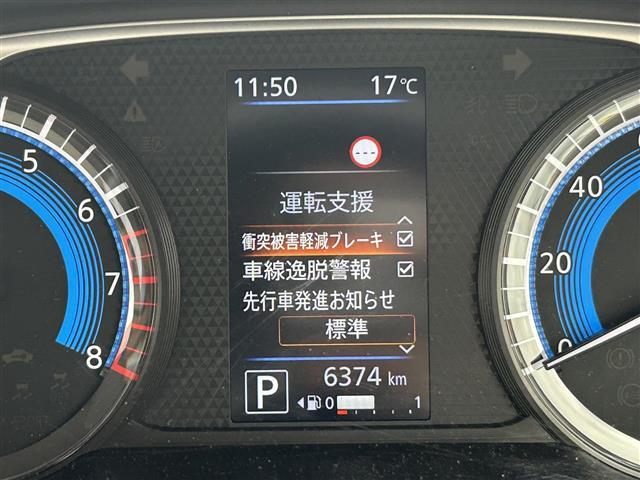 11:50 17℃
---
運転支援
衝突被害軽減ブレーキ
車線逸脱警報
先行車発進お知らせ
標準
P 6374 km
0 1
5
6
7
8
40
20
0